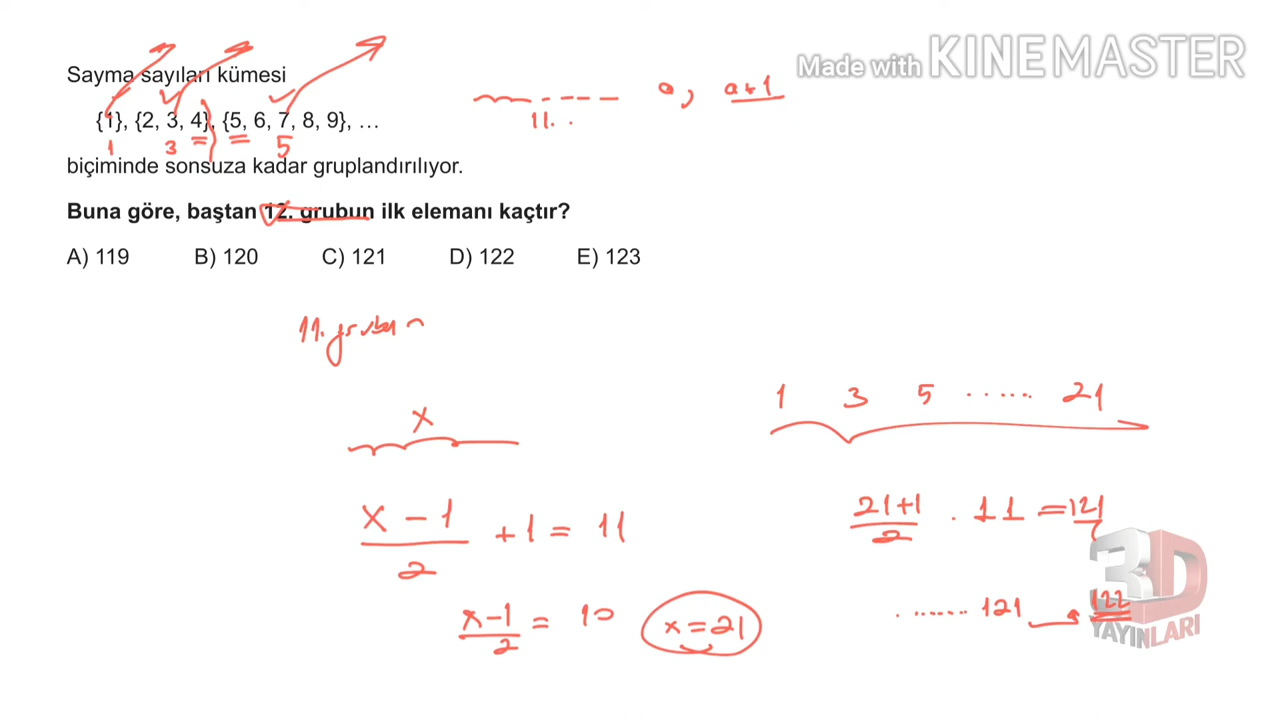 Made with KINEMASTER
Sayma sayıları kümesi
{1}, {2, 3, 4}, {5, 6, 7, 8, 9}, ...
1 3 5
11. a, a+1
biçiminde sonsuza kadar gruplandırılıyor.
Buna göre, baştan 12. grubun ilk elemanı kaçtır?
A) 119 B) 120 C) 121 D) 122 E) 123
11. grubun
x
x - 1 / 2 + 1 = 11
x-1 / 2 = 10 x = 21
1 3 5 ...... 21
21+1 / 2 . 11 = 121
....... 121 122
3D
YAYINLARI